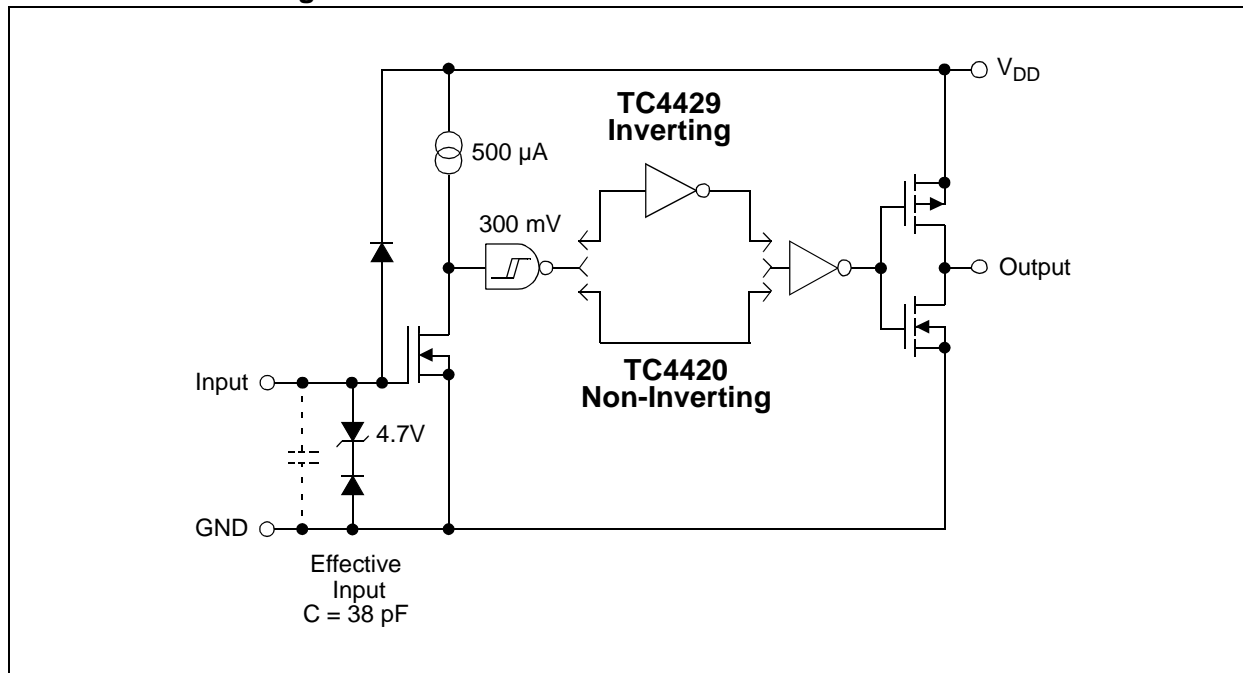 V_DD
TC4429
Inverting
500 µA
300 mV
Output
TC4420
Non-Inverting
Input
4.7V
GND
Effective
Input
C = 38 pF